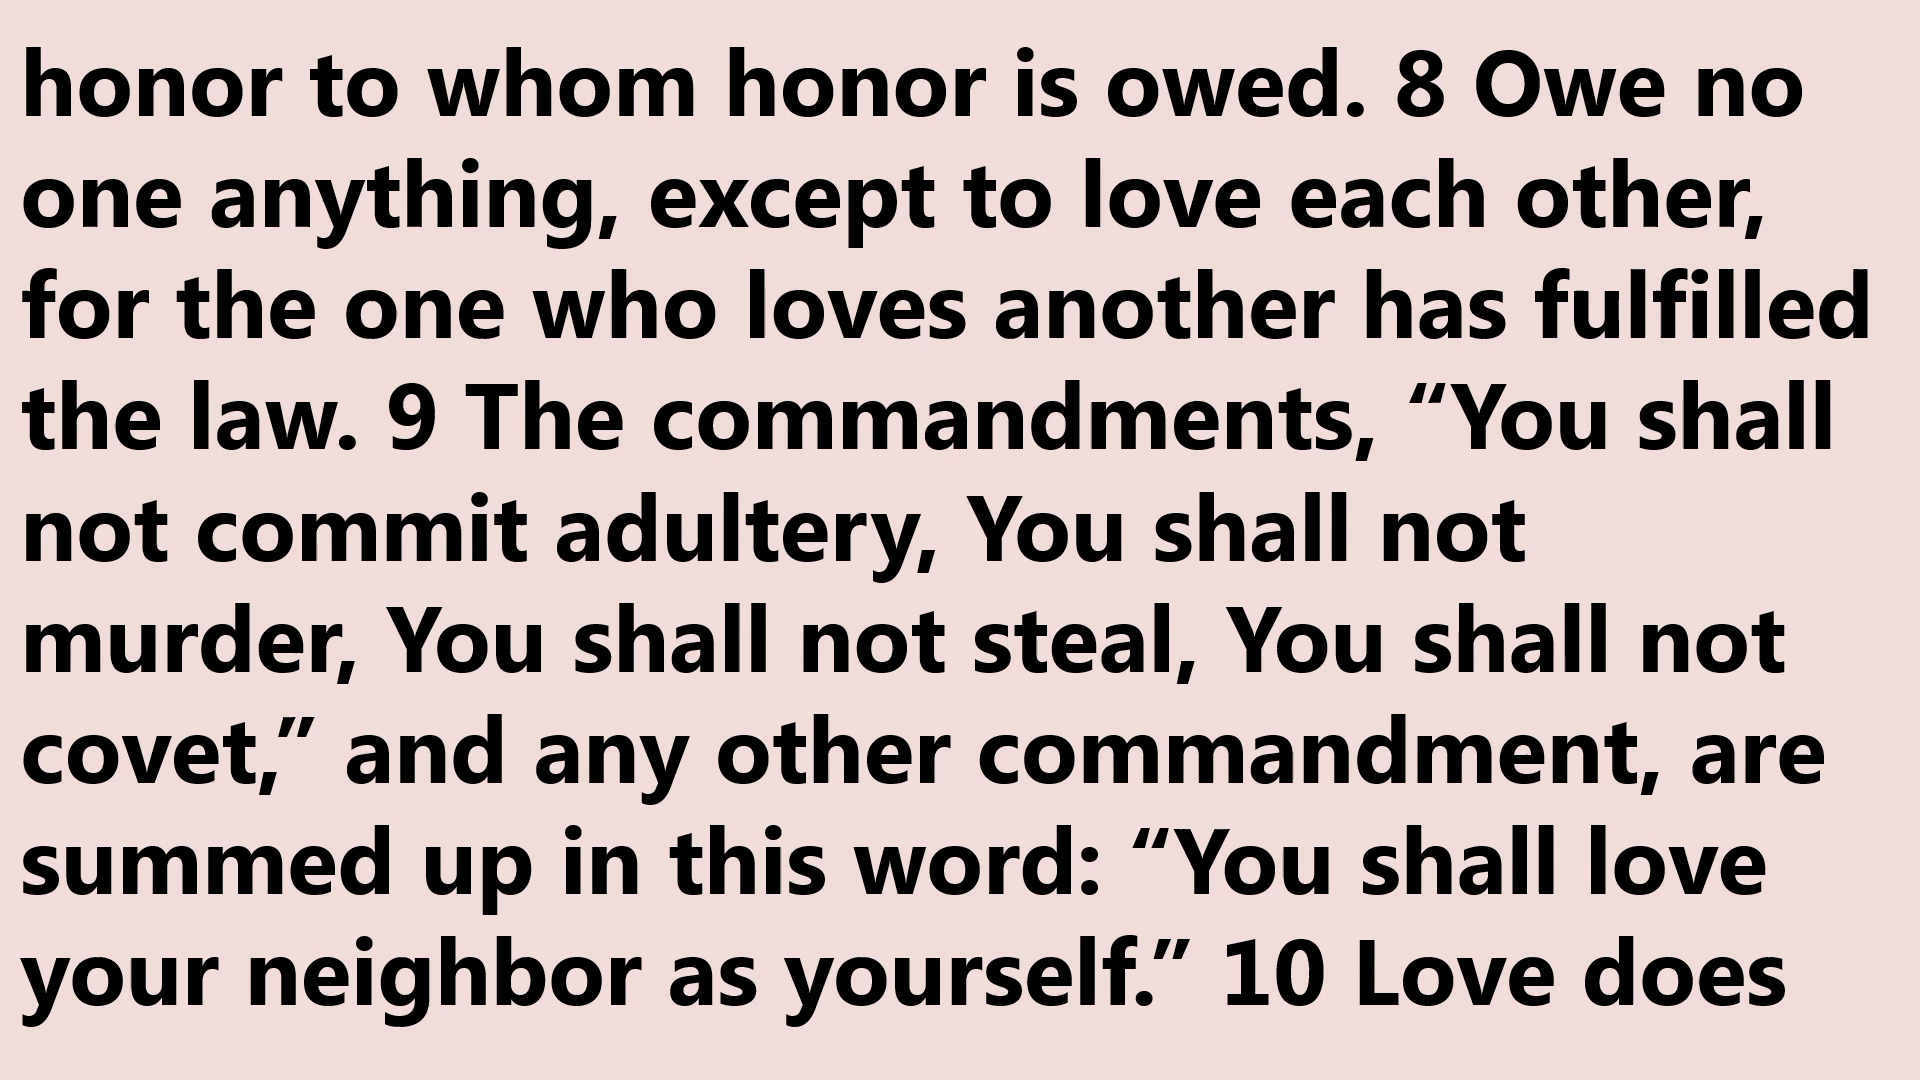 honor to whom honor is owed. 8 Owe no
one anything, except to love each other,
for the one who loves another has fulfilled
the law. 9 The commandments, “You shall
not commit adultery, You shall not
murder, You shall not steal, You shall not
covet,” and any other commandment, are
summed up in this word: “You shall love
your neighbor as yourself.” 10 Love does